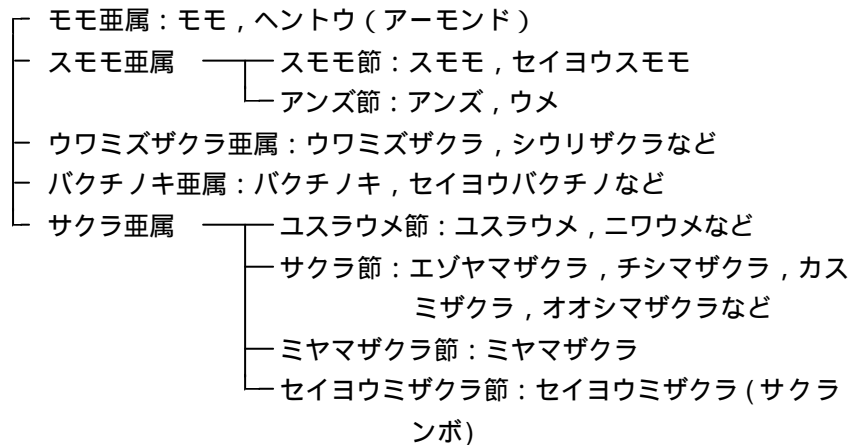 モモ亜属：モモ，ヘントウ（アーモンド）
スモモ亜属 スモモ節：スモモ，セイヨウスモモ
アンズ節：アンズ，ウメ
ウワミズザクラ亜属：ウワミズザクラ，シウリザクラなど
バクチノキ亜属：バクチノキ，セイヨウバクチノなど
サクラ亜属 ユスラウメ節：ユスラウメ，ニワウメなど
サクラ節：エゾヤマザクラ，チシマザクラ，カス
ミザクラ，オオシマザクラなど
ミヤマザクラ節：ミヤマザクラ
セイヨウミザクラ節：セイヨウミザクラ（サクラ
ンボ）